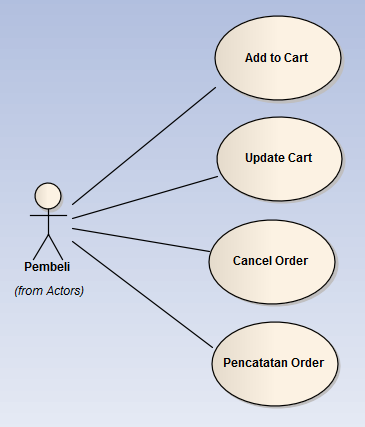 Add to Cart
Update Cart
Pembeli
(from Actors)
Cancel Order
Pencatatan Order